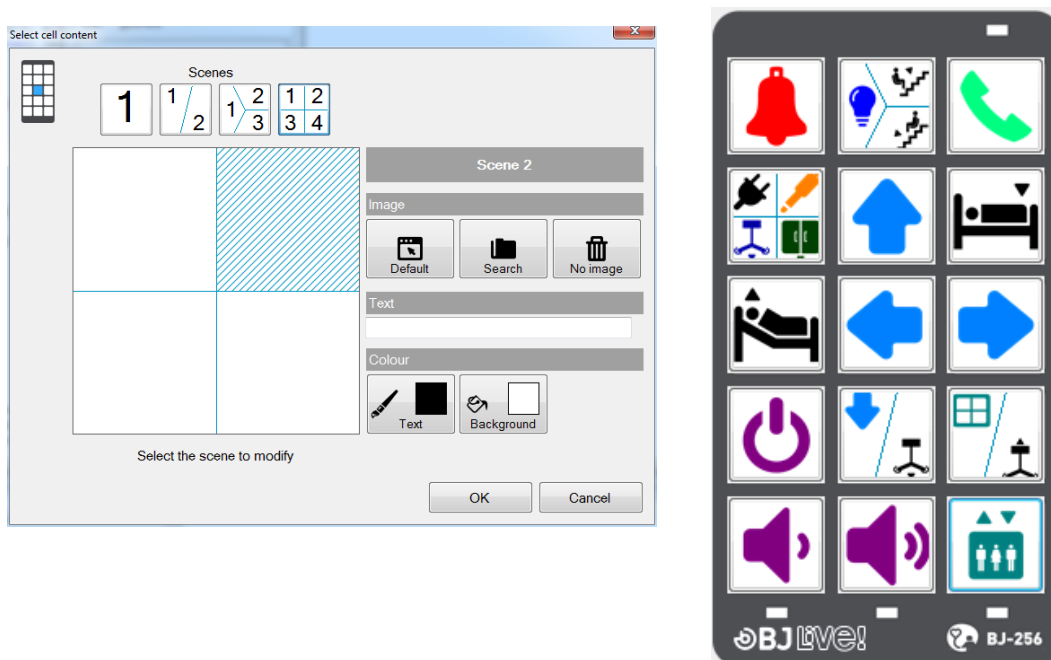 Select cell content
Scenes
1
1 2
1 2 3
1 2
3 4
Scene 2
Image
Default
Search
No image
Text
Colour
Text
Background
Select the scene to modify
OK
Cancel
BJ LIVE!
BJ-256